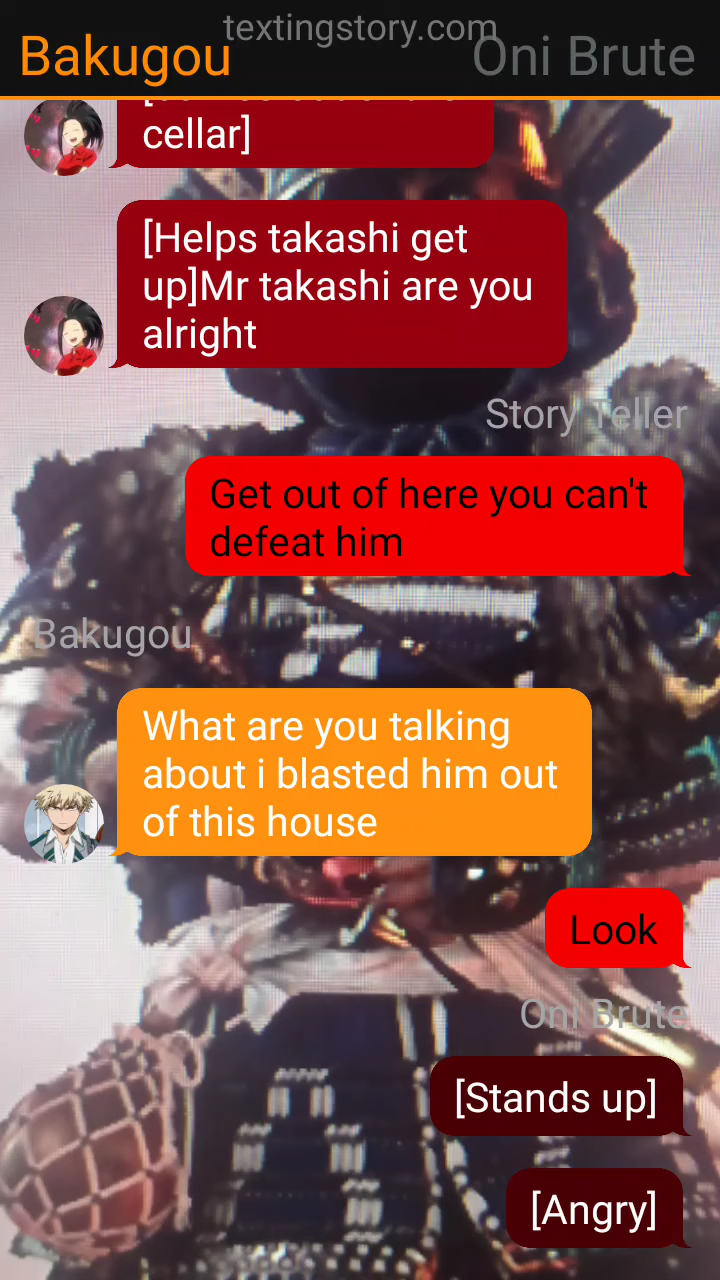 textingstory.com
Bakugou
Oni Brute
cellar]
[Helps takashi get
up]Mr takashi are you
alright
Story Teller
Get out of here you can't
defeat him
Bakugou
What are you talking
about i blasted him out
of this house
Look
Oni Brute
[Stands up]
[Angry]